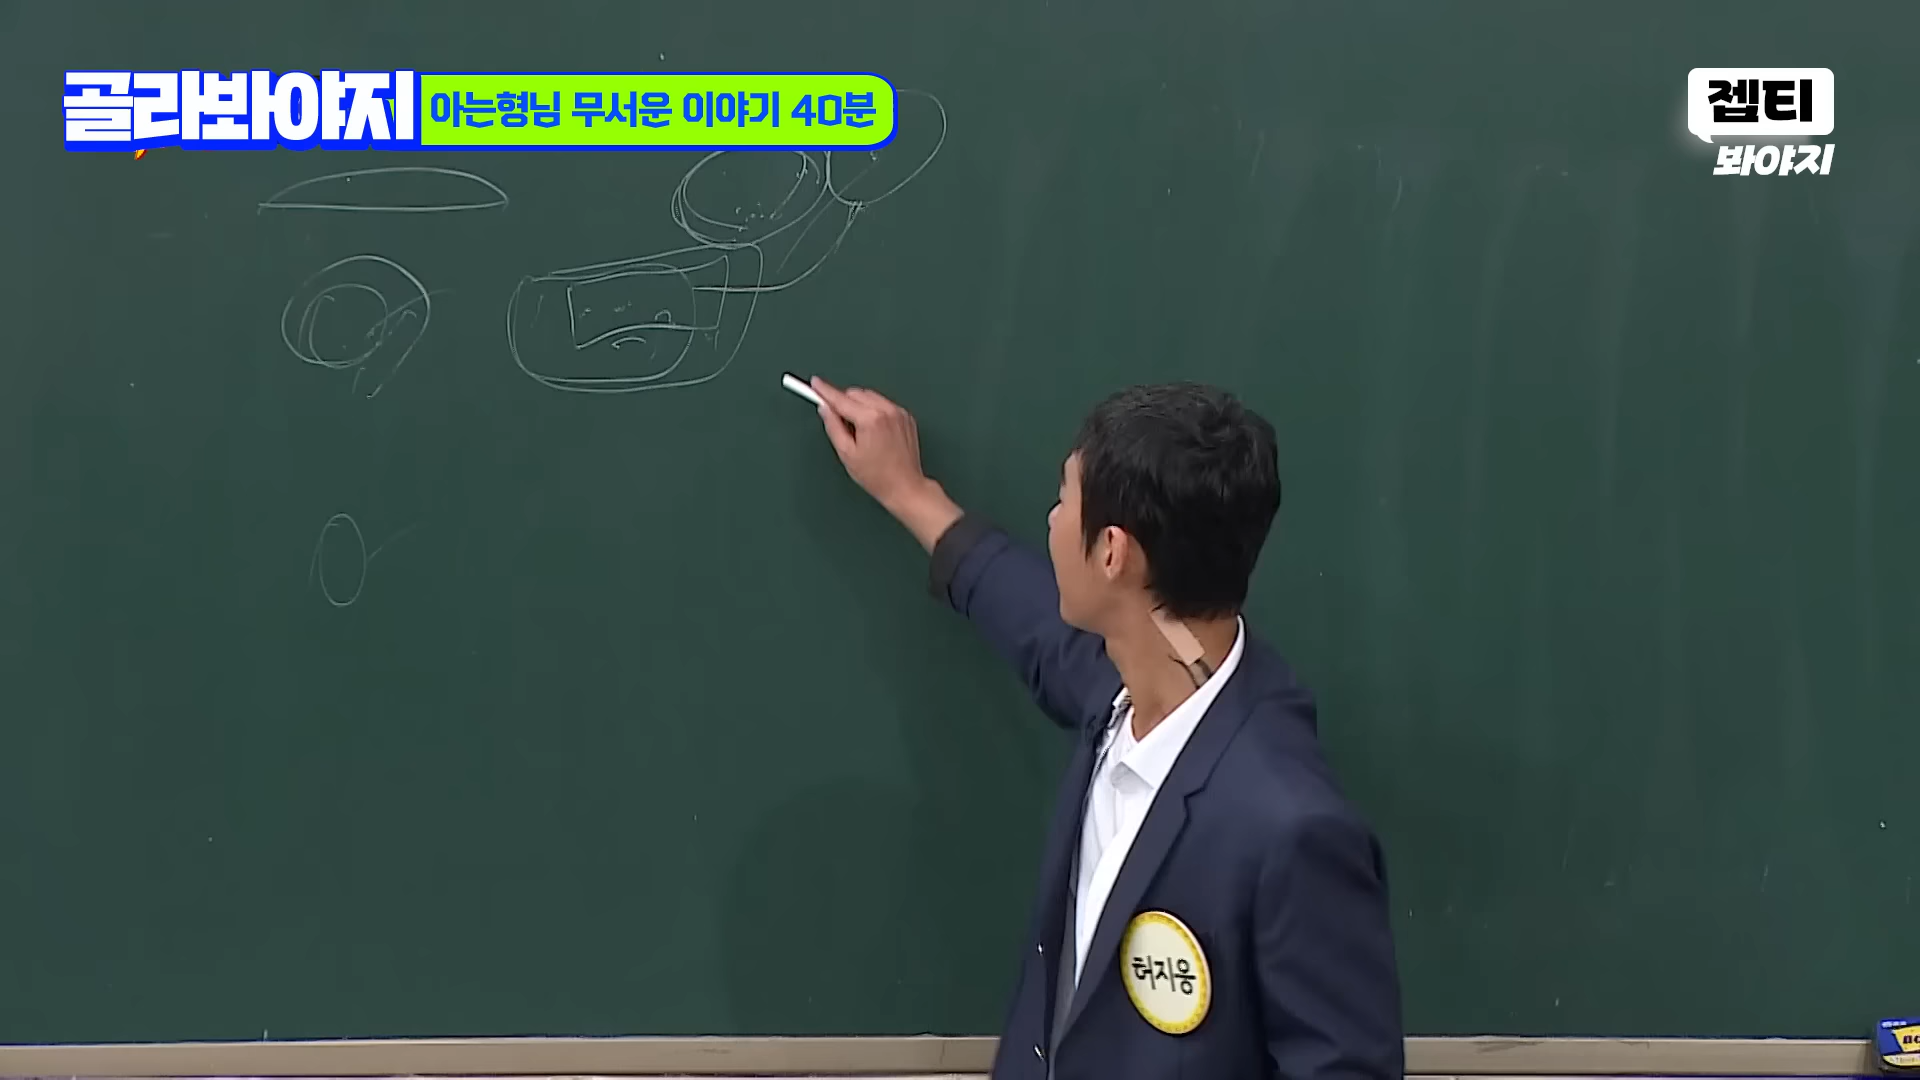 골라봐야지
아는형님 무서운 이야기 40분
젭티
봐야지
허지웅